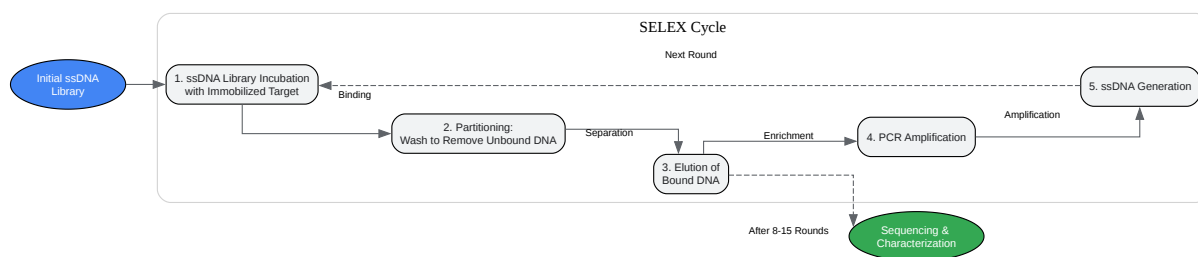 SELEX Cycle
Next Round
Initial ssDNA
Library
1. ssDNA Library Incubation
with Immobilized Target
Binding
2. Partitioning:
Wash to Remove Unbound DNA
Separation
3. Elution of
Bound DNA
Enrichment
4. PCR Amplification
Amplification
5. ssDNA Generation
After 8-15 Rounds
Sequencing &
Characterization